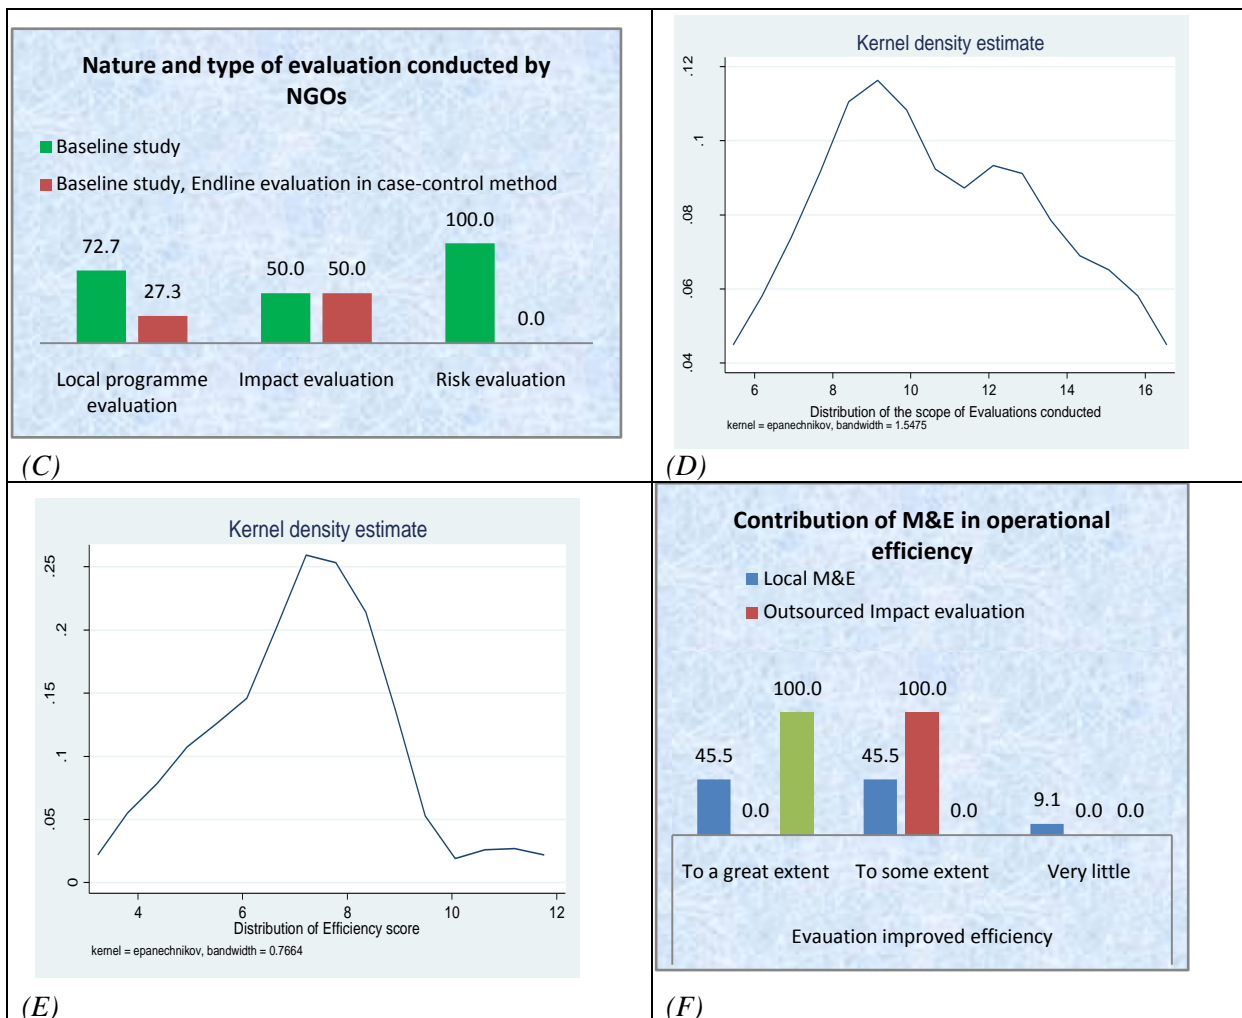 Nature and type of evaluation conducted by
NGOs
Baseline study
Baseline study, Endline evaluation in case-control method
72.7
27.3
50.0
50.0
100.0
0.0
Local programme
evaluation
Impact evaluation
Risk evaluation
(C)
Kernel density estimate
.12
.1
.08
.06
.04
6
8
10
12
14
16
Distribution of the scope of Evaluations conducted
kernel = epanechnikov, bandwidth = 1.5475
(D)
Kernel density estimate
.25
.2
.15
.1
.05
0
4
6
8
10
12
Distribution of Efficiency score
kernel = epanechnikov, bandwidth = 0.7664
(E)
Contribution of M&E in operational
efficiency
Local M&E
Outsourced Impact evaluation
45.5
0.0
100.0
45.5
100.0
0.0
9.1
0.0
0.0
To a great extent
To some extent
Very little
Evauation improved efficiency
(F)